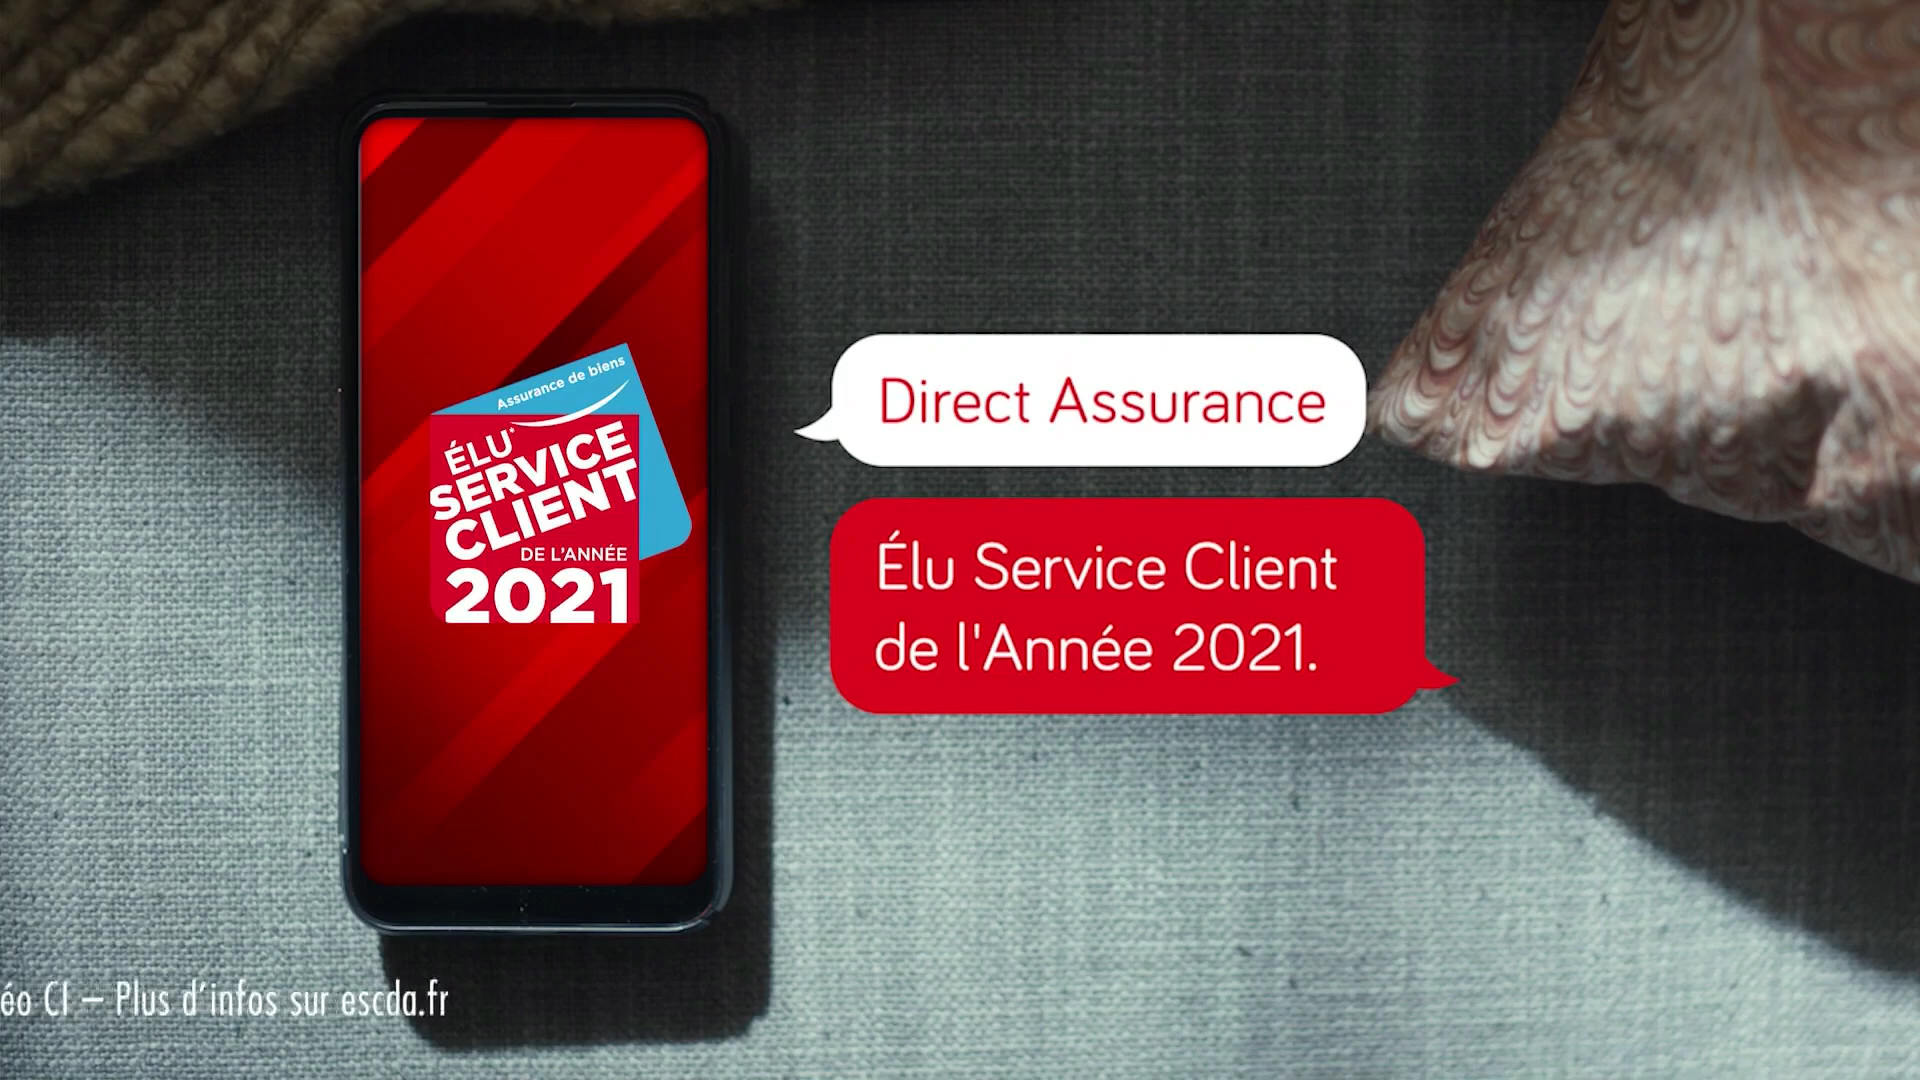 Assurance de biens
ÉLU*
SERVICE
CLIENT
DE L'ANNÉE
2021
Direct Assurance
Élu Service Client
de l'Année 2021.
éo CI – Plus d'infos sur escda.fr